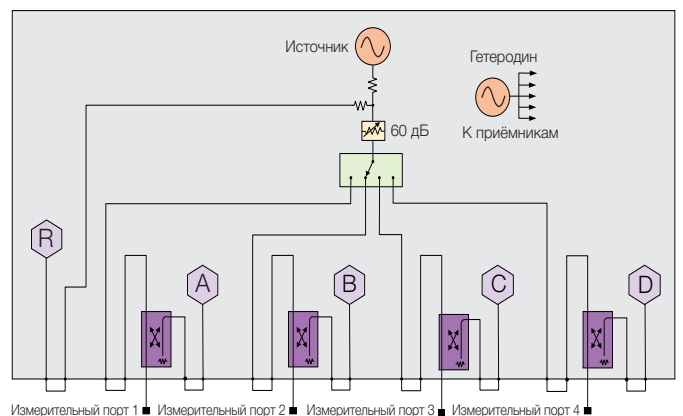 Источник
Гетеродин
60 дБ
К приёмникам
R
A
B
C
D
Измерительный порт 1
Измерительный порт 2
Измерительный порт 3
Измерительный порт 4